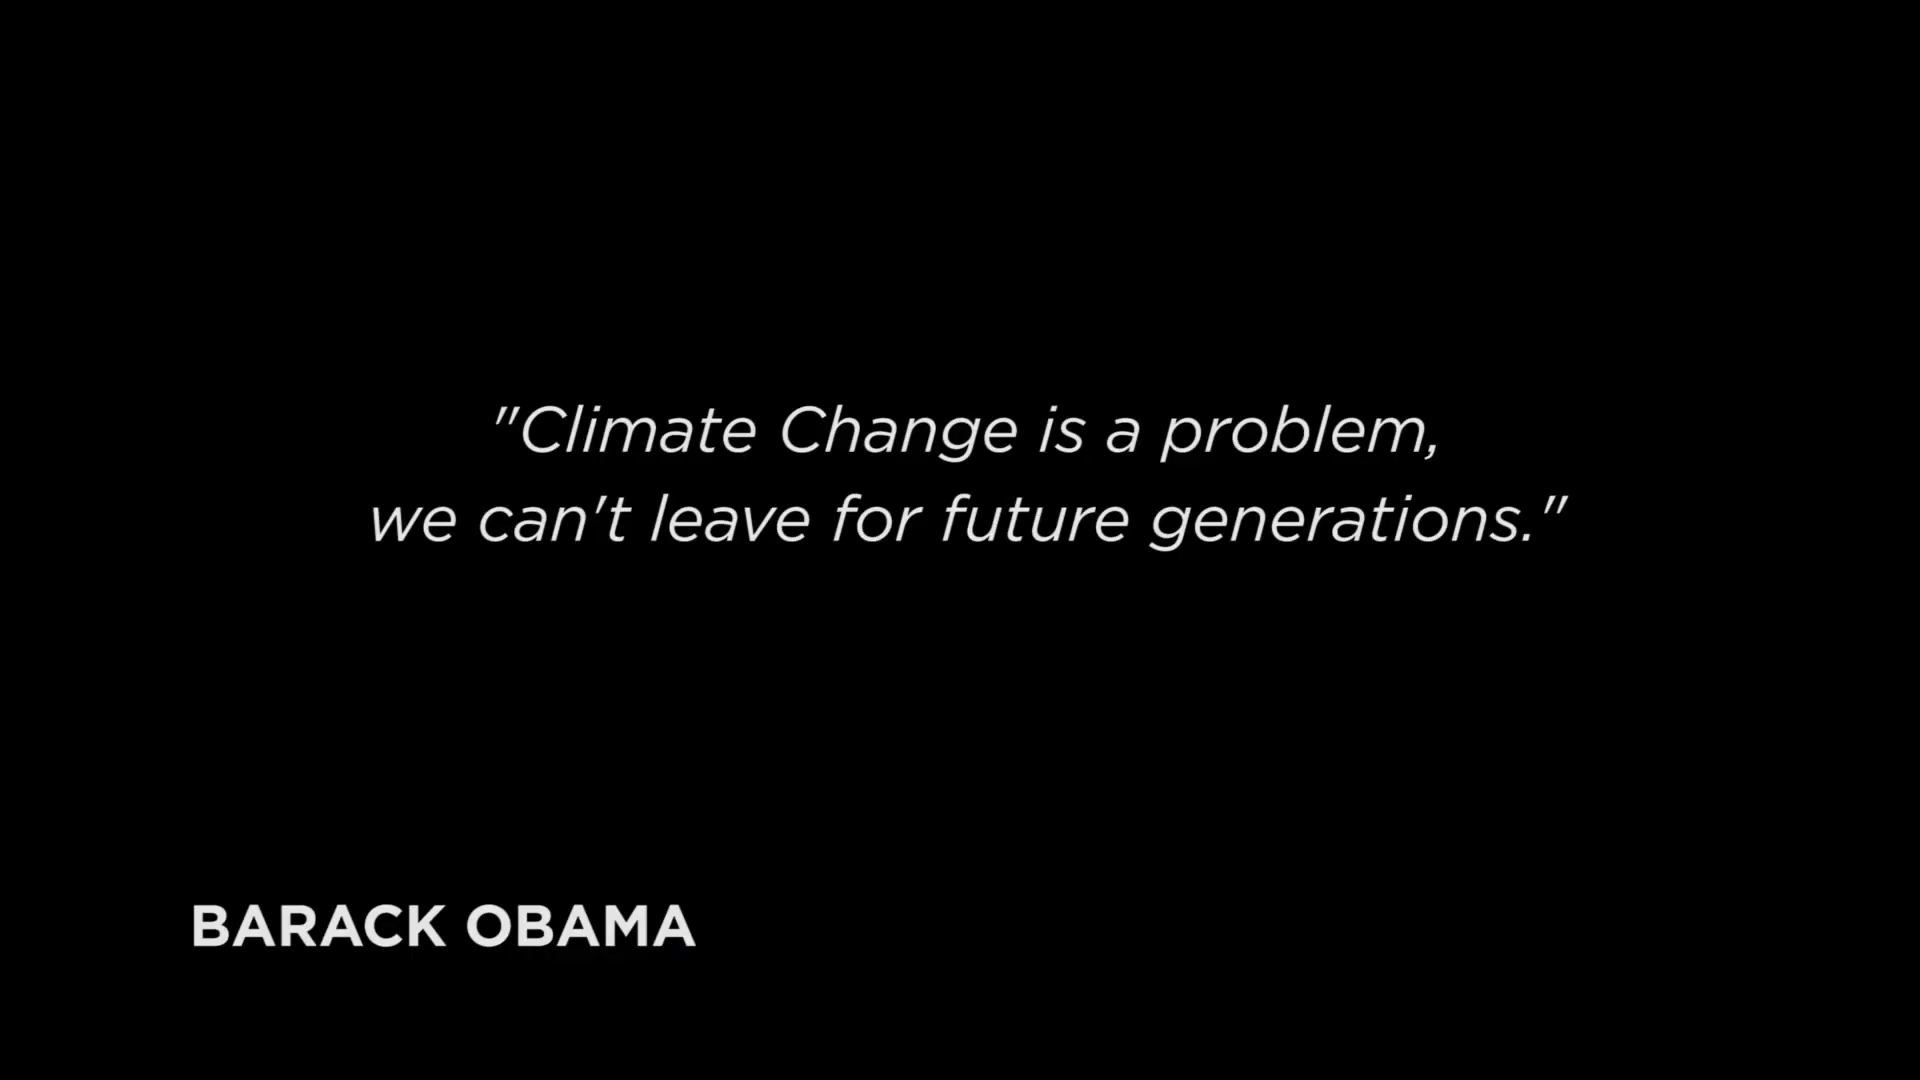 "Climate Change is a problem,
we can't leave for future generations."
BARACK OBAMA